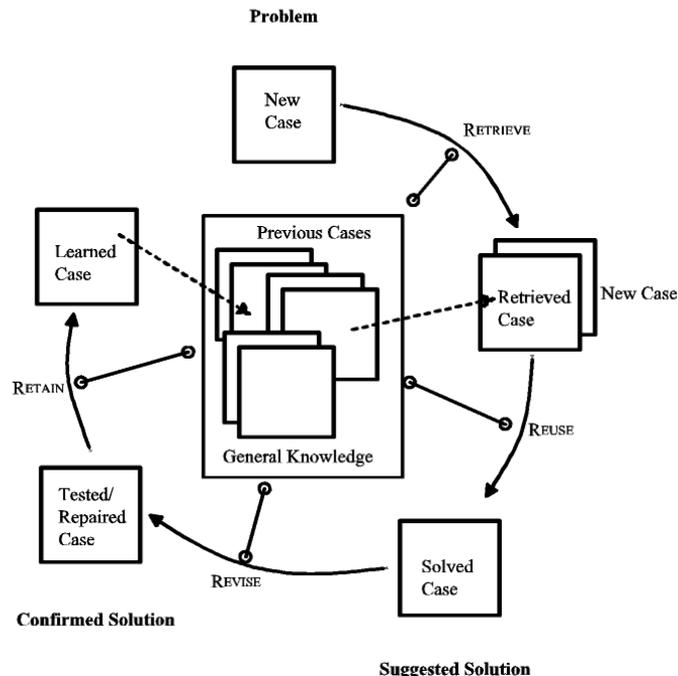 Problem
New
Case
RETRIEVE
Previous Cases
Learned
Case
Retrieved
Case
New Case
RETAIN
REUSE
General Knowledge
Tested/
Repaired
Case
Solved
Case
REVISE
Confirmed Solution
Suggested Solution